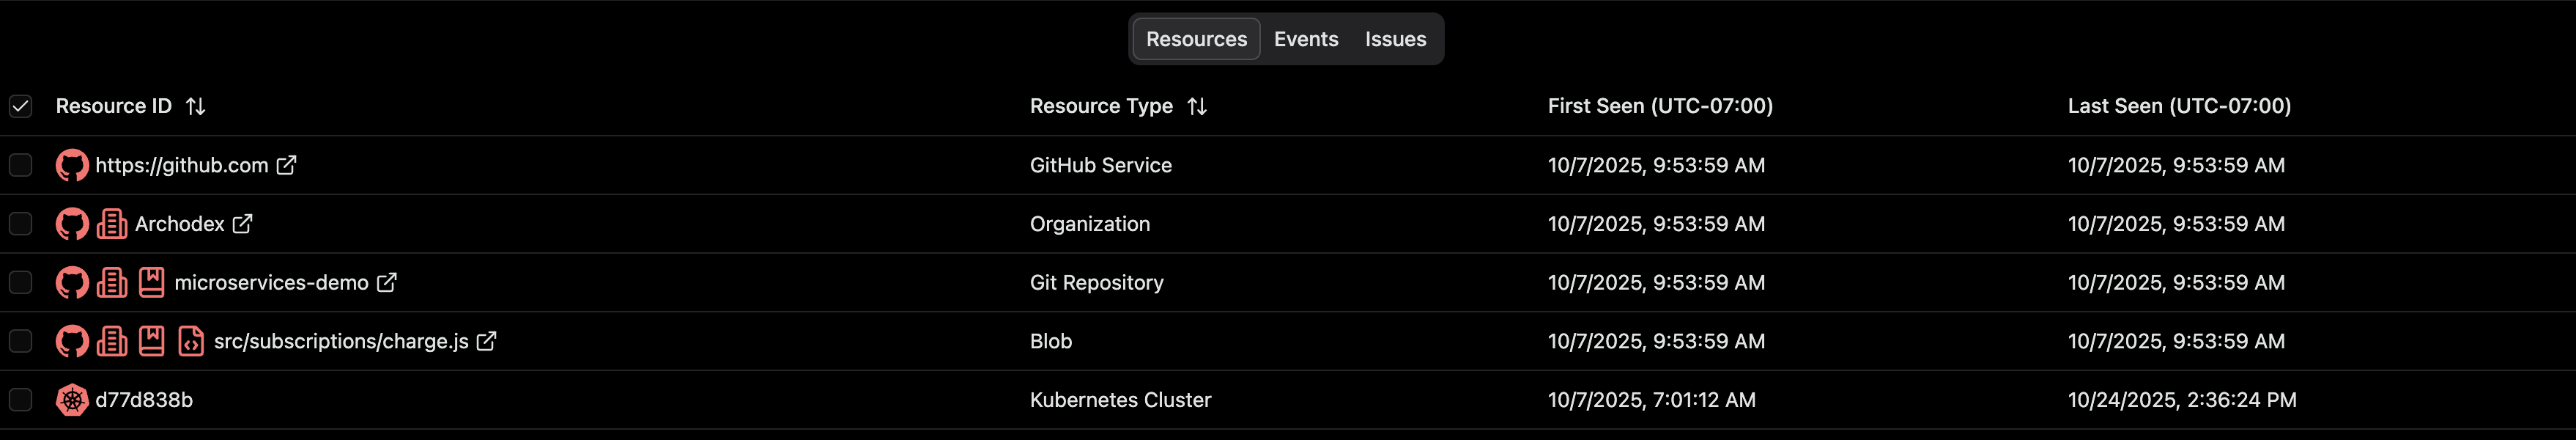 Resources Events Issues
Resource ID Resource Type First Seen (UTC-07:00) Last Seen (UTC-07:00)
https://github.com GitHub Service 10/7/2025, 9:53:59 AM 10/7/2025, 9:53:59 AM
Archodex Organization 10/7/2025, 9:53:59 AM 10/7/2025, 9:53:59 AM
microservices-demo Git Repository 10/7/2025, 9:53:59 AM 10/7/2025, 9:53:59 AM
src/subscriptions/charge.js Blob 10/7/2025, 9:53:59 AM 10/7/2025, 9:53:59 AM
d77d838b Kubernetes Cluster 10/7/2025, 7:01:12 AM 10/24/2025, 2:36:24 PM